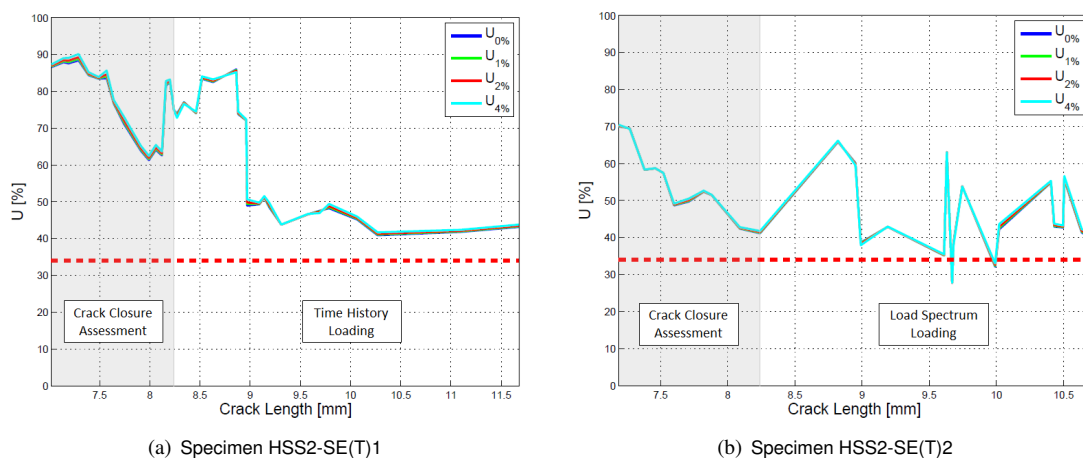 100
90
80
70
60
50
40
30
20
10
0
U [%]
U0%
U1%
U2%
U4%
Crack Closure
Assessment
Time History
Loading
7.5 8 8.5 9 9.5 10 10.5 11 11.5
Crack Length [mm]
(a) Specimen HSS2-SE(T)1
100
90
80
70
60
50
40
30
20
10
0
U [%]
U0%
U1%
U2%
U4%
Crack Closure
Assessment
Load Spectrum
Loading
7.5 8 8.5 9 9.5 10 10.5
Crack Length [mm]
(b) Specimen HSS2-SE(T)2